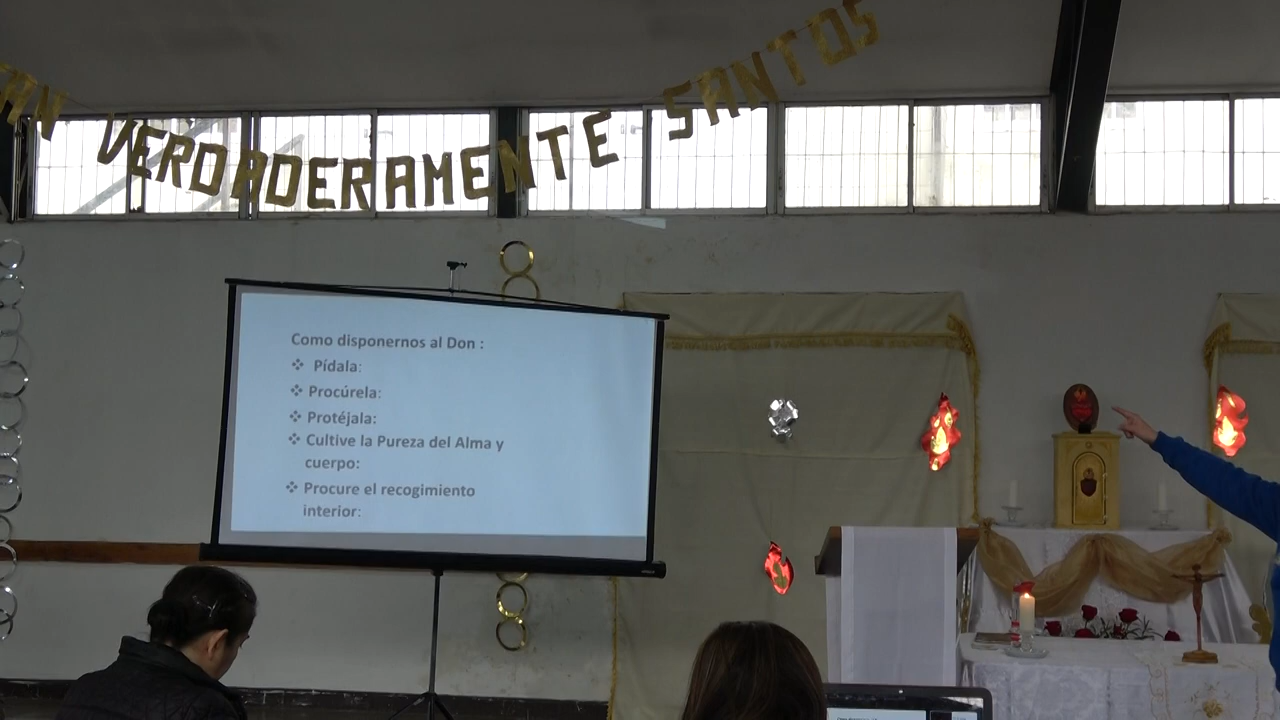 AN VERDADERAMENTE SANTOS
Como disponernos al Don :
❖ Pídala:
❖ Procúrela:
❖ Protéjala:
❖ Cultive la Pureza del Alma y
cuerpo:
❖ Procure el recogimiento
interior: